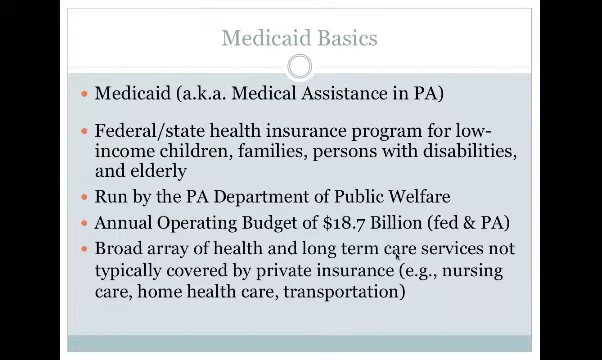 Medicaid Basics
Medicaid (a.k.a. Medical Assistance in PA)
Federal/state health insurance program for low-
income children, families, persons with disabilities,
and elderly
Run by the PA Department of Public Welfare
Annual Operating Budget of $18.7 Billion (fed & PA)
Broad array of health and long term care services not
typically covered by private insurance (e.g., nursing
care, home health care, transportation)